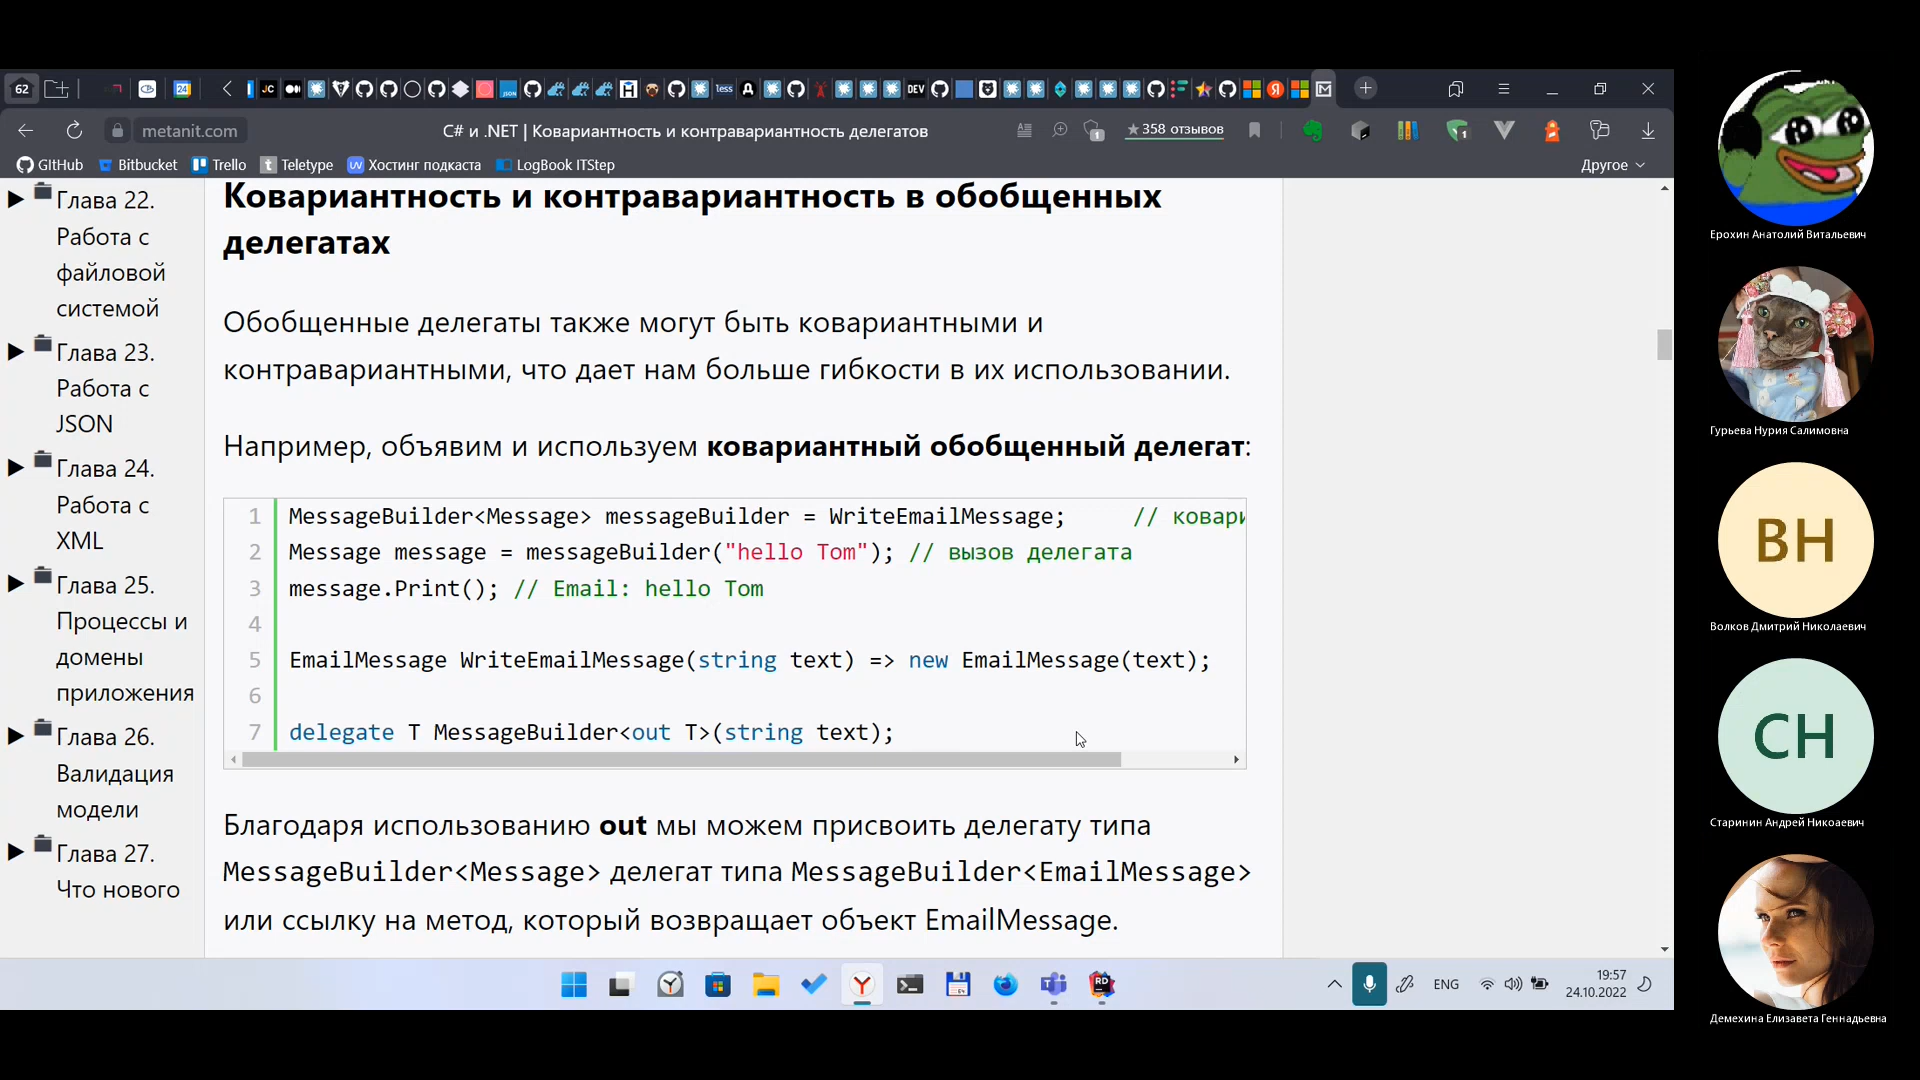 62
24
JC
JSON
less
DEV
metanit.com
C# и .NET | Ковариантность и контравариантность делегатов
★358 отзывов
GItHub
Bitbucket
Trello
Teletype
Хостинг подкаста
LogBook ITStep
Другое
Глава 22.
Работа с
файловой
системой
Глава 23.
Работа с
JSON
Глава 24.
Работа с
XML
Глава 25.
Процессы и
домены
приложения
Глава 26.
Валидация
модели
Глава 27.
Что нового
Ковариантность и контравариантность в обобщенных
делегатах
Обобщенные делегаты также могут быть ковариантными и
контравариантными, что дает нам больше гибкости в их использовании.
Например, объявим и используем ковариантный обобщенный делегат:
1 MessageBuilder<Message> messageBuilder = WriteEmailMessage; // ковари
2 Message message = messageBuilder("hello Tom"); // вызов делегата
3 message.Print(); // Email: hello Tom
4
5 EmailMessage WriteEmailMessage(string text) => new EmailMessage(text);
6
7 delegate T MessageBuilder<out T>(string text);
Благодаря использованию out мы можем присвоить делегату типа
MessageBuilder<Message> делегат типа MessageBuilder<EmailMessage>
или ссылку на метод, который возвращает объект EmailMessage.
ENG
19:57
24.10.2022
Ерохин Анатолий Витальевич
Гурьева Нурия Салимовна
ВН
Волков Дмитрий Николаевич
СН
Старинин Андрей Никоаевич
Демехина Елизавета Геннадьевна